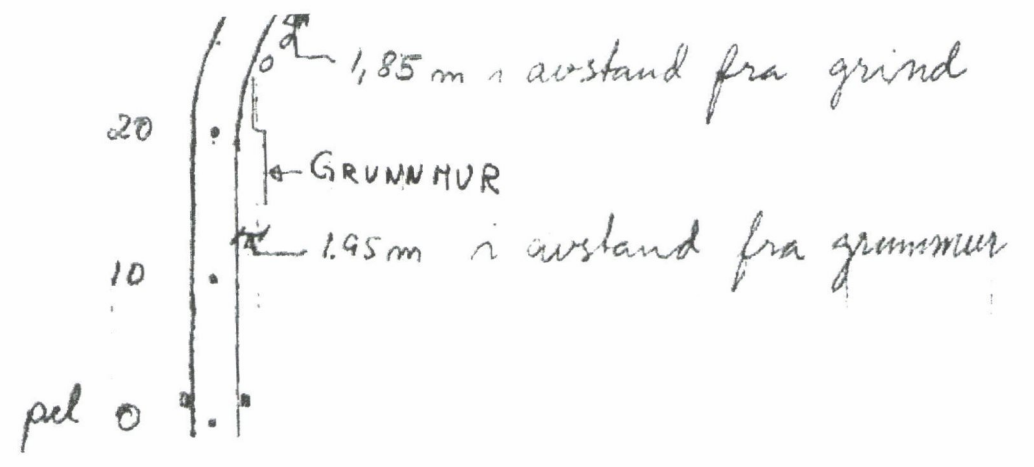 1,85 m i avstand fra grind
20
GRUNNMUR
1.95 m i avstand fra grunnmur
10
pel 0